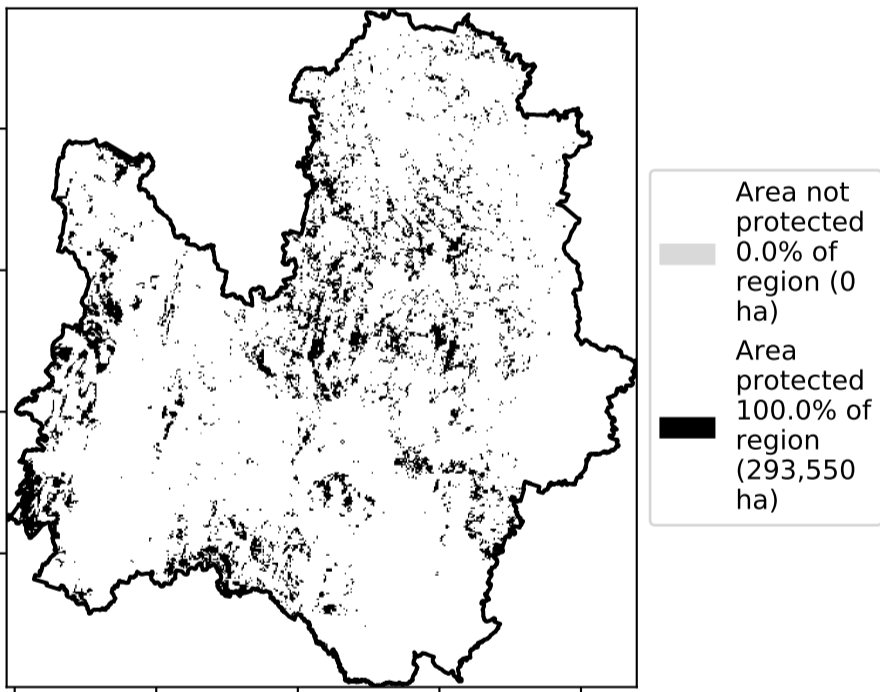 Area not
protected
0.0% of
region (0
ha)
Area
protected
100.0% of
region
(293,550
ha)